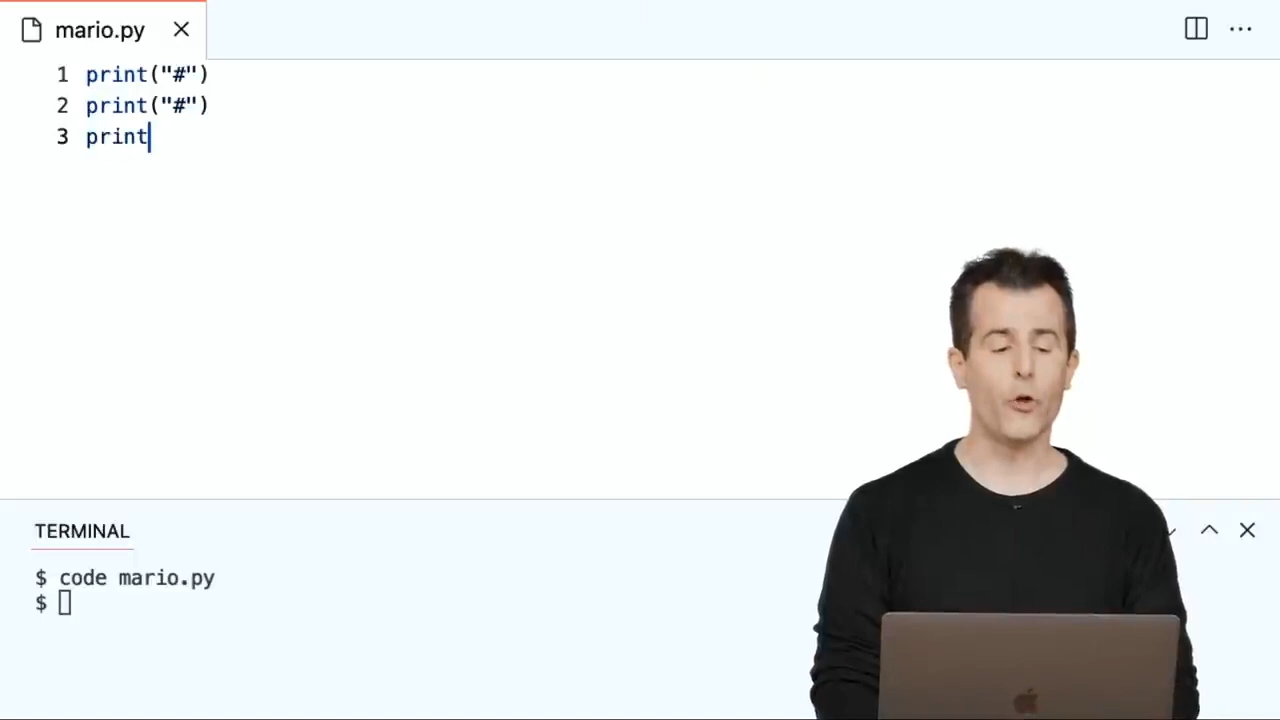 mario.py
1 print("#")
2 print("#")
3 print
TERMINAL
$ code mario.py
$